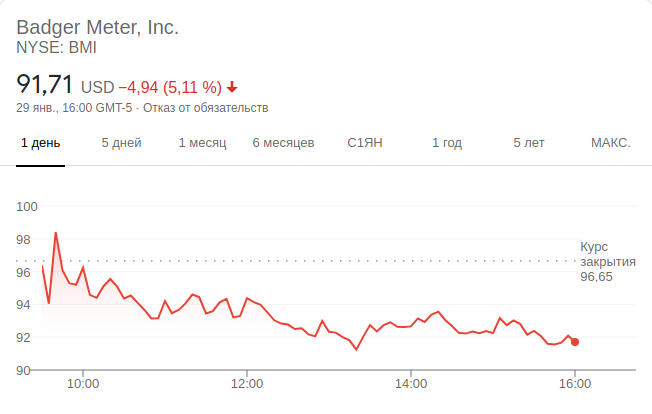 Badger Meter, Inc.
NYSE: BMI
91,71 USD −4,94 (5,11 %)
29 янв., 16:00 GMT-5 · Отказ от обязательств
1 день 5 дней 1 месяц 6 месяцев С1ЯН 1 год 5 лет МАКС.
100
98
96
94
92
90
Курс
закрытия
96,65
10:00 12:00 14:00 16:00